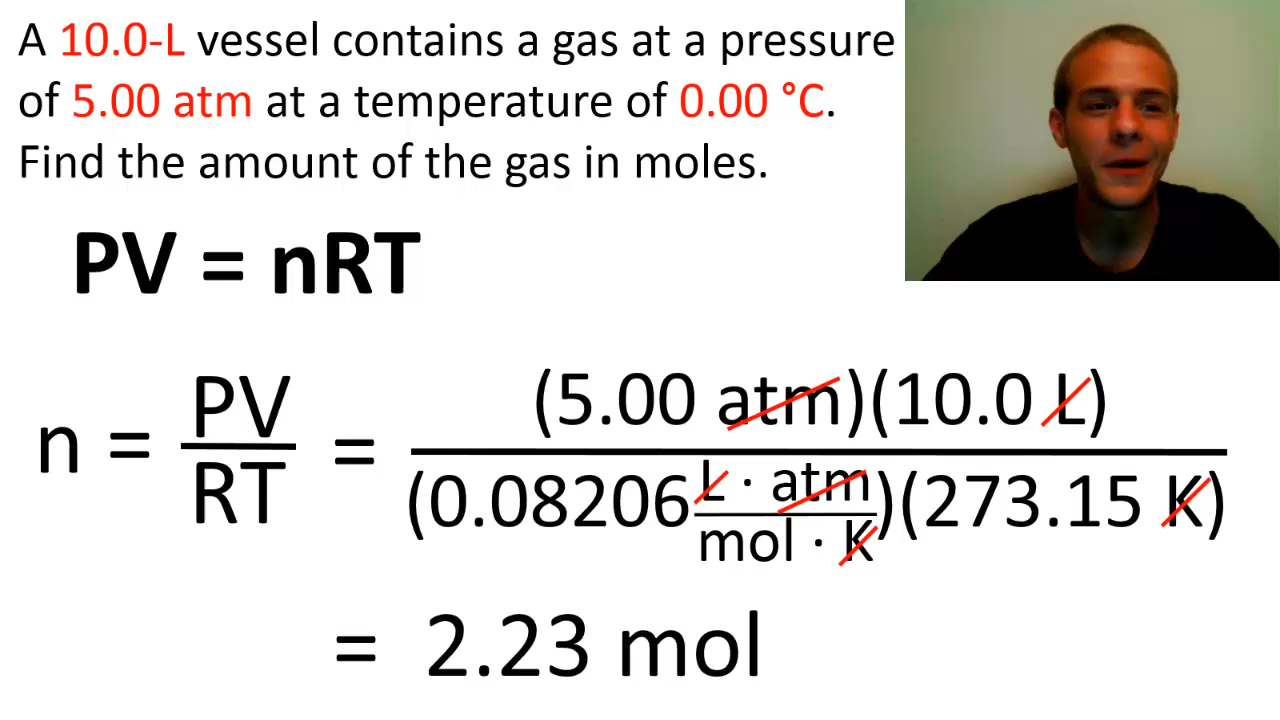 A 10.0-L vessel contains a gas at a pressure
of 5.00 atm at a temperature of 0.00 °C.
Find the amount of the gas in moles.
PV = nRT
n = PV/RT = (5.00 atm)(10.0 L)/(0.08206 L · atm/mol · K)(273.15 K)
= 2.23 mol